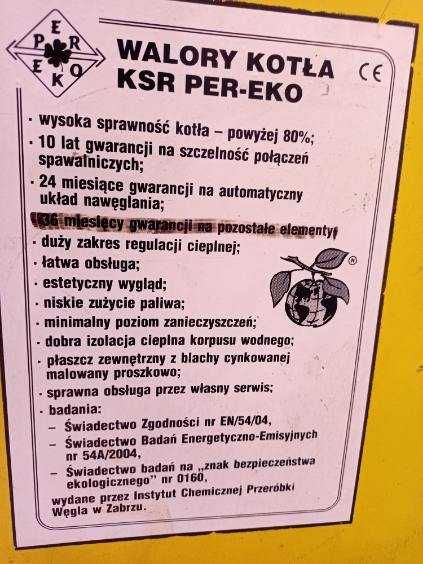 PEREKO
WALORY KOTŁA
KSR PER-EKO
CE
· wysoka sprawność kotła – powyżej 80%;
· 10 lat gwarancji na szczelność połączeń
spawalniczych;
· 24 miesiące gwarancji na automatyczny
układ nawęglania;
36 miesięcy gwarancji na pozostałe elementy
· duży zakres regulacji cieplnej;
· łatwa obsługa;
· estetyczny wygląd;
· niskie zużycie paliwa;
· minimalny poziom zanieczyszczeń;
· dobra izolacja cieplna korpusu wodnego;
· płaszcz zewnętrzny z blachy cynkowanej
malowany proszkowo;
· sprawna obsługa przez własny serwis;
· badania:
– Świadectwo Zgodności nr EN/54/04,
– Świadectwo Badań Energetyczno-Emisyjnych
nr 54A/2004,
– Świadectwo badań na „znak bezpieczeństwa
ekologicznego" nr 0160,
wydane przez Instytut Chemicznej Przeróbki
Węgla w Zabrzu.
®